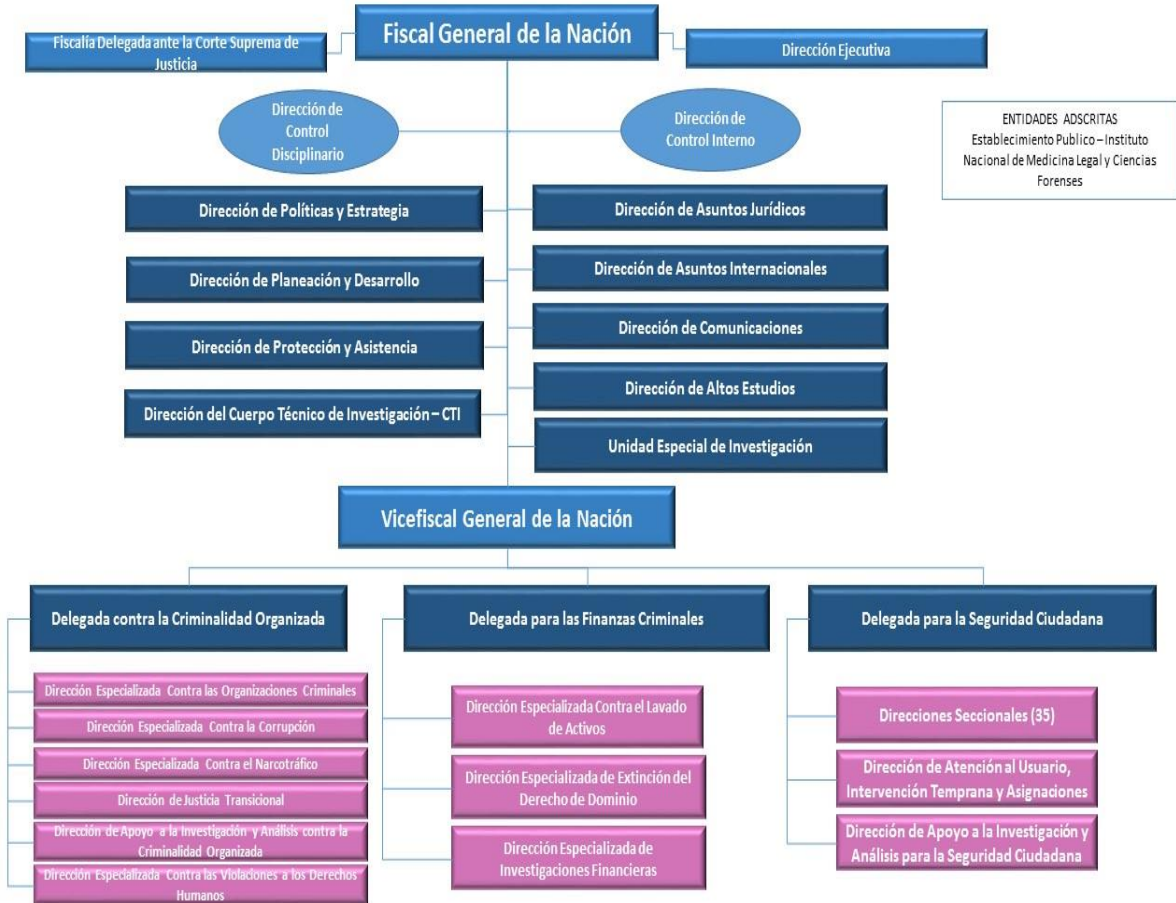 Fiscal General de la Nación
Fiscalía Delegada ante la Corte Suprema de
Justicia
Dirección Ejecutiva
Dirección de
Control
Disciplinario
Dirección de
Control Interno
ENTIDADES ADSCRITAS
Establecimiento Publico – Instituto
Nacional de Medicina Legal y Ciencias
Forenses
Dirección de Políticas y Estrategia
Dirección de Asuntos Jurídicos
Dirección de Planeación y Desarrollo
Dirección de Asuntos Internacionales
Dirección de Protección y Asistencia
Dirección de Comunicaciones
Dirección del Cuerpo Técnico de Investigación – CTI
Dirección de Altos Estudios
Unidad Especial de Investigación
Vicefiscal General de la Nación
Delegada contra la Criminalidad Organizada
Dirección Especializada Contra las Organizaciones Criminales
Dirección Especializada Contra la Corrupción
Dirección Especializada Contra el Narcotráfico
Dirección de Justicia Transicional
Dirección de Apoyo a la Investigación y Análisis contra la
Criminalidad Organizada
Dirección Especializada Contra las Violaciones a los Derechos
Humanos
Delegada para las Finanzas Criminales
Dirección Especializada Contra el Lavado
de Activos
Dirección Especializada de Extinción del
Derecho de Dominio
Dirección Especializada de
Investigaciones Financieras
Delegada para la Seguridad Ciudadana
Direcciones Seccionales (35)
Dirección de Atención al Usuario,
Intervención Temprana y Asignaciones
Dirección de Apoyo a la Investigación y
Análisis para la Seguridad Ciudadana